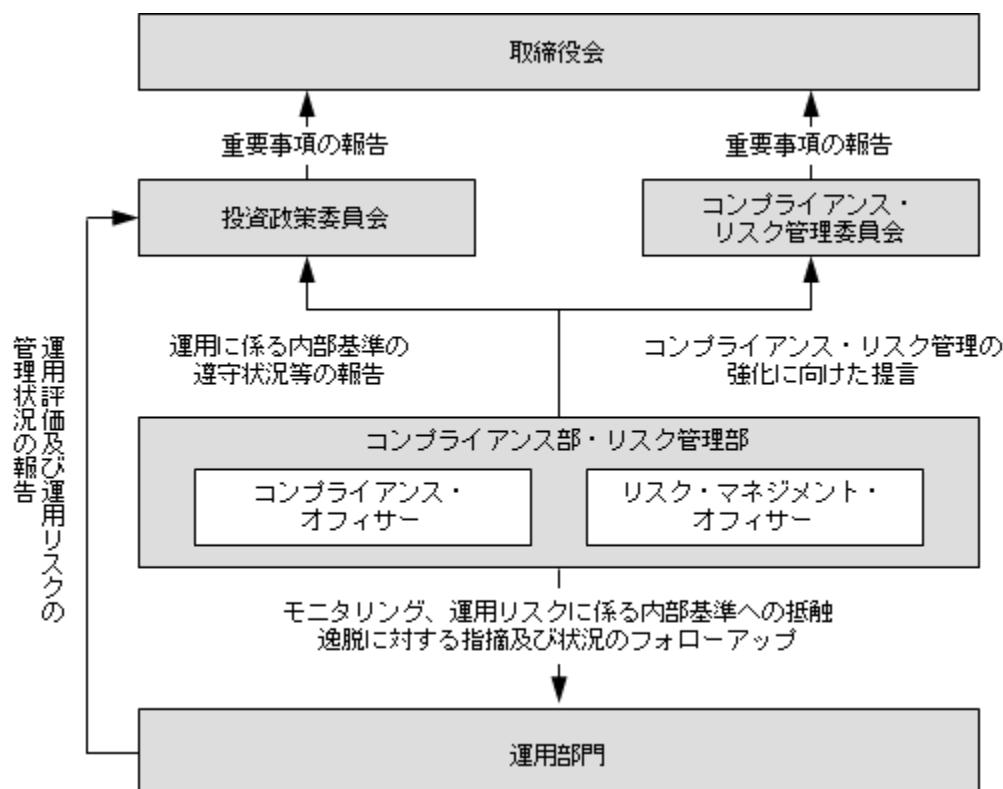 取締役会
重要事項の報告
重要事項の報告
投資政策委員会
コンプライアンス・
リスク管理委員会
運用に係る内部基準の
遵守状況等の報告
コンプライアンス・リスク管理の
強化に向けた提言
運用評価及び運用リスクの
管理状況の報告
コンプライアンス部・リスク管理部
コンプライアンス・
オフィサー
リスク・マネジメント・
オフィサー
モニタリング、運用リスクに係る内部基準への抵触
逸脱に対する指摘及び状況のフォローアップ
運用部門